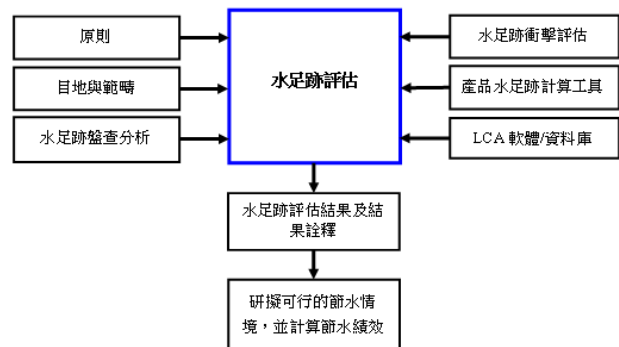 原則
目地與範疇
水足跡盤查分析
水足跡評估
水足跡衝擊評估
產品水足跡計算工具
LCA 軟體/資料庫
水足跡評估結果及結
果詮釋
研擬可行的節水情
境，並計算節水績效